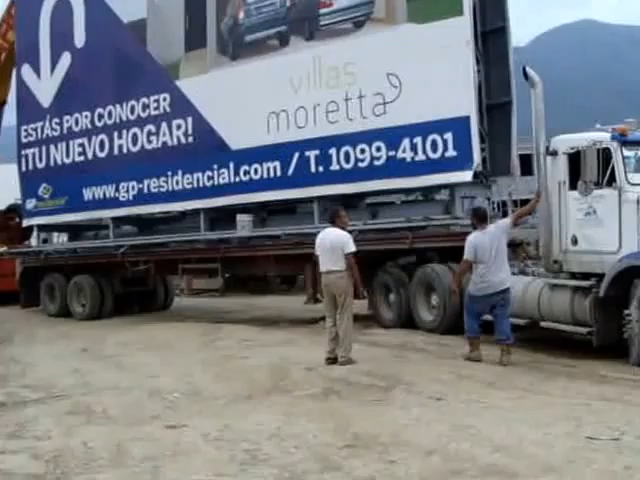 villas
moretta
ESTÁS POR CONOCER
¡TU NUEVO HOGAR!
www.gp-residencial.com / T. 1099-4101